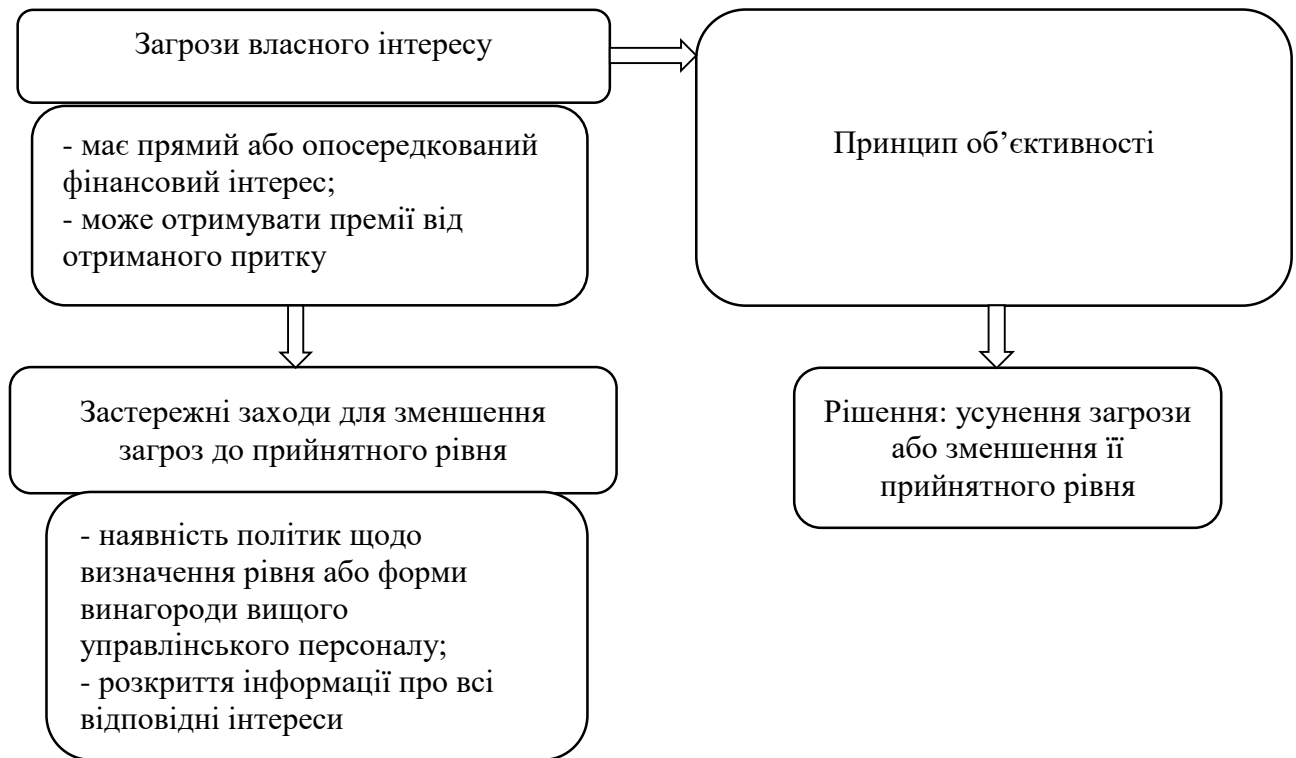 Загрози власного інтересу
- має прямий або опосередкований
фінансовий інтерес;
- може отримувати премії від
отриманого притку
Принцип об’єктивності
Застережні заходи для зменшення
загроз до прийнятного рівня
- наявність політик щодо
визначення рівня або форми
винагороди вищого
управлінського персоналу;
- розкриття інформації про всі
відповідні інтереси
Рішення: усунення загрози
або зменшення її
прийнятного рівня